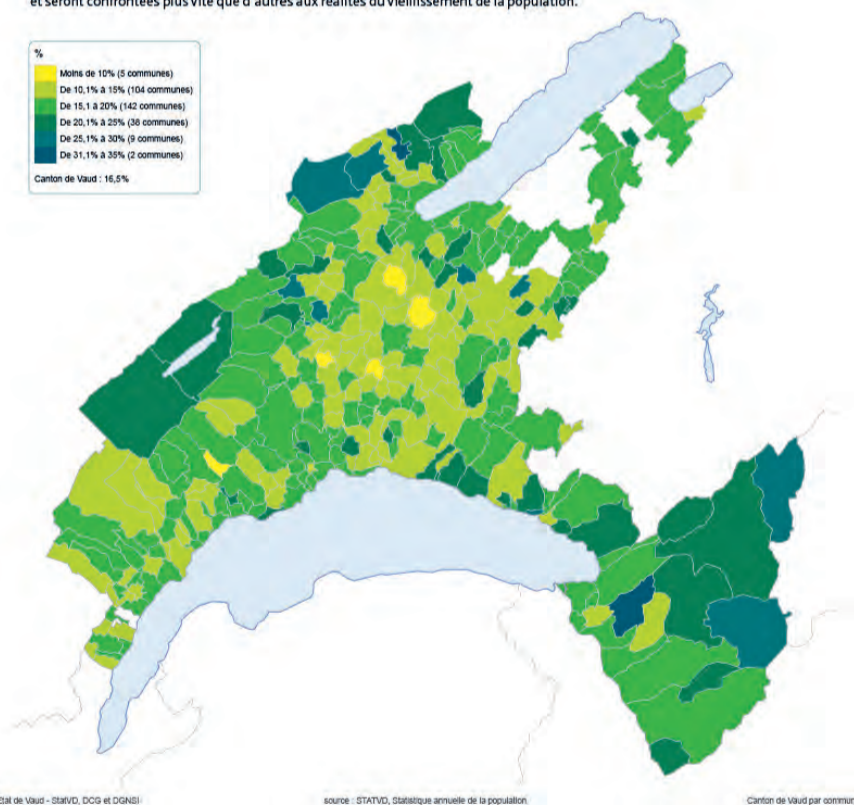 et seront confrontées plus vite que d'autres aux réalités du vieillissement de la population.
%
Moins de 10% (5 communes)
De 10,1% à 15% (104 communes)
De 15,1 à 20% (142 communes)
De 20,1% à 25% (38 communes)
De 25,1% à 30% (9 communes)
De 31,1% à 35% (2 communes)
Canton de Vaud : 16,5%
Etat de Vaud - StatVD, DCG et DGNSI
source : STATVD, Statistique annuelle de la population
Canton de Vaud par commun